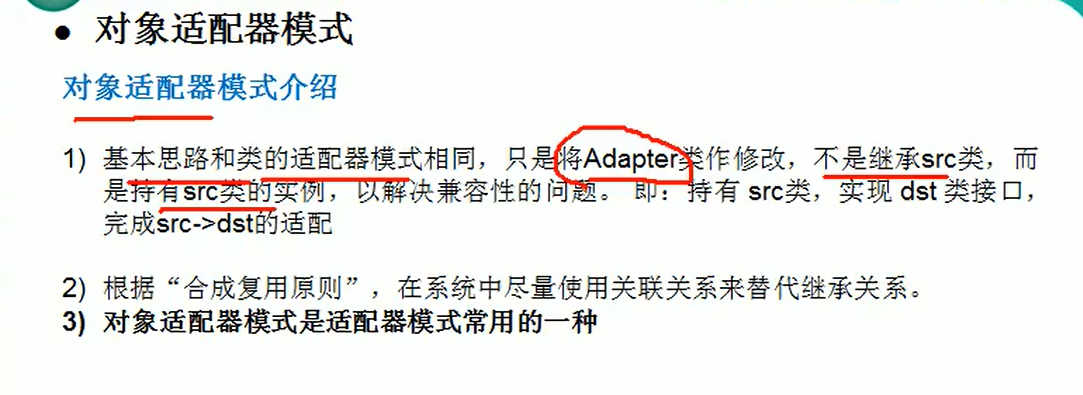 ● 对象适配器模式
对象适配器模式介绍
1) 基本思路和类的适配器模式相同，只是将Adapter类作修改，不是继承src类，而
是持有src类的实例，以解决兼容性的问题。 即：持有 src类，实现 dst 类接口，
完成src->dst的适配
2) 根据“合成复用原则”，在系统中尽量使用关联关系来替代继承关系。
3) 对象适配器模式是适配器模式常用的一种